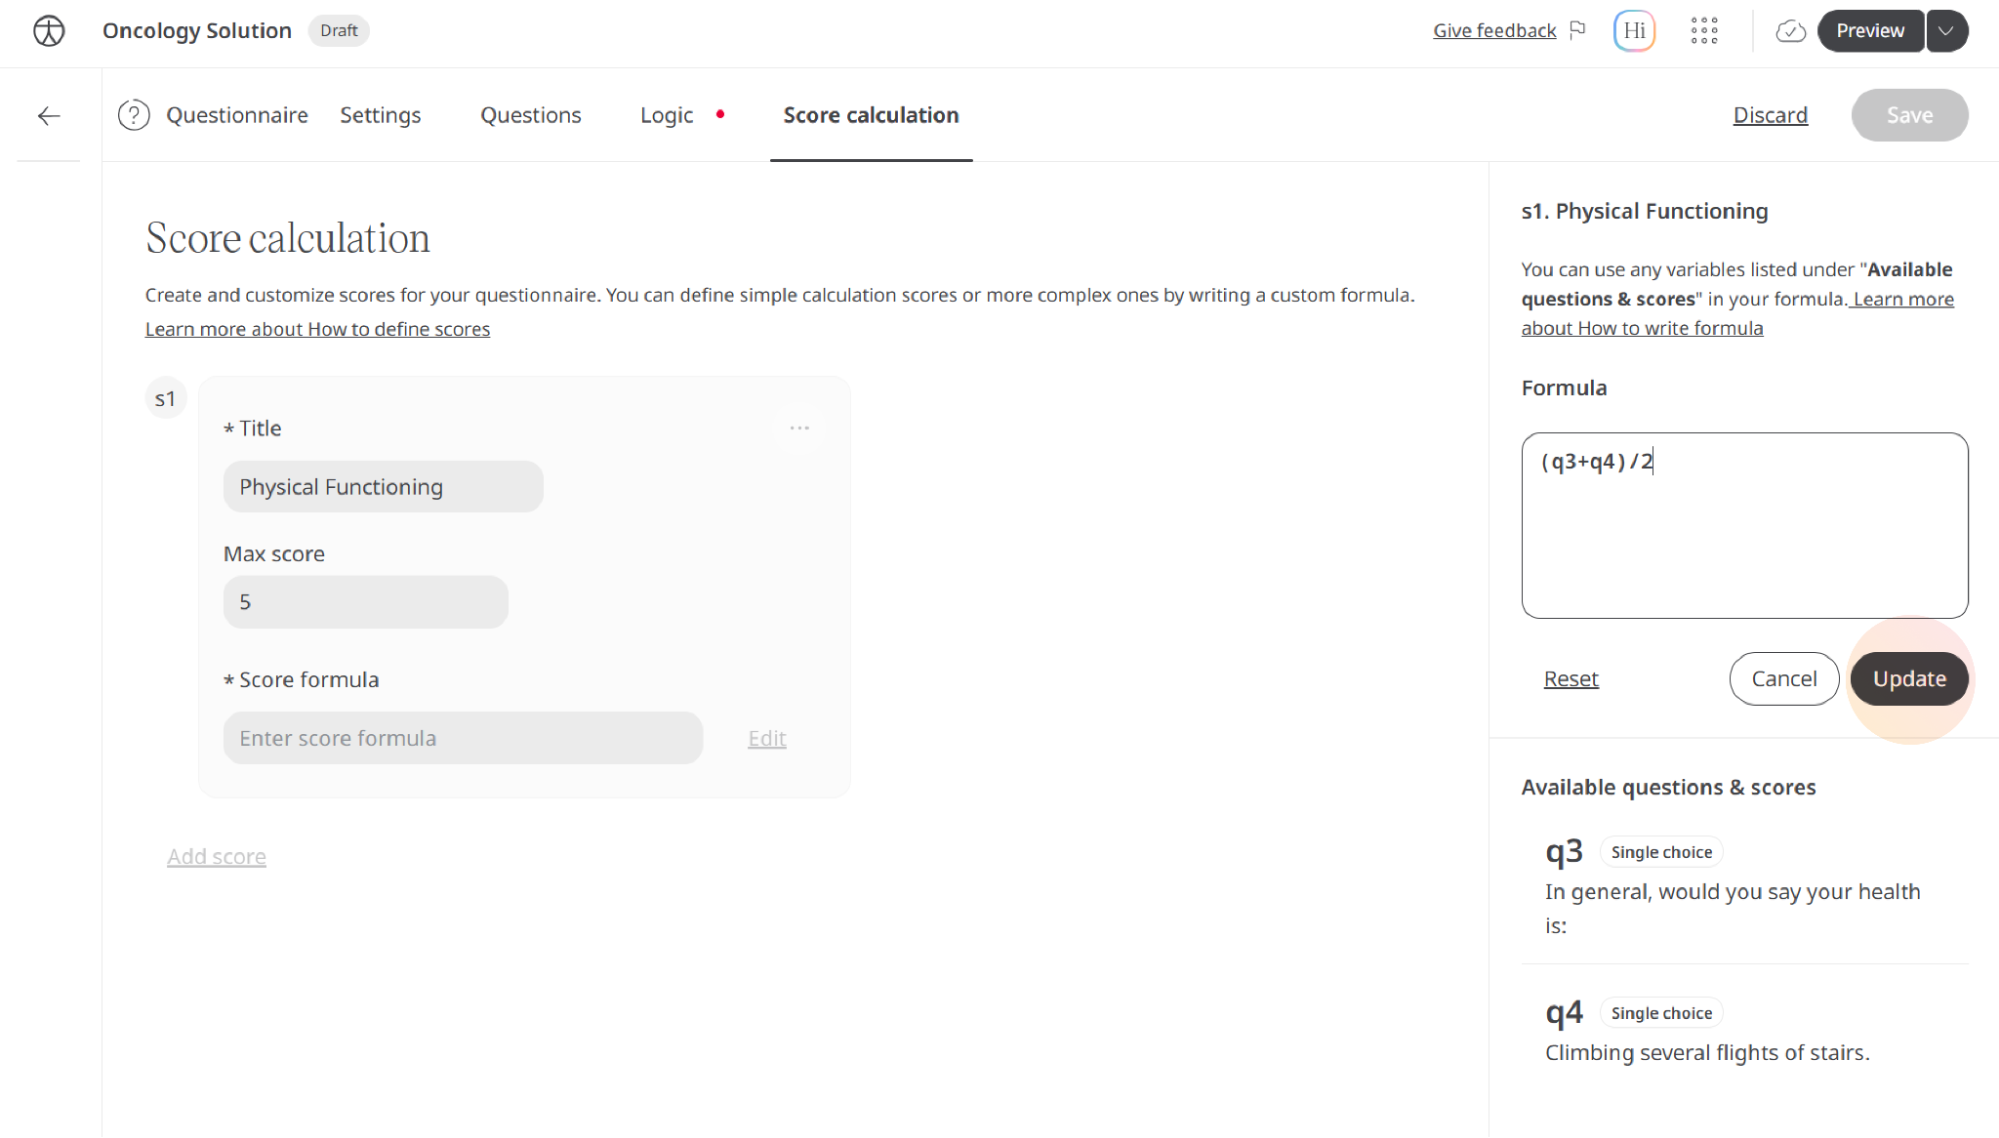 Oncology Solution Draft Give feedback Hi Preview
Questionnaire Settings Questions Logic Score calculation Discard Save
Score calculation
Create and customize scores for your questionnaire. You can define simple calculation scores or more complex ones by writing a custom formula.
Learn more about How to define scores
s1
* Title
...
Physical Functioning
Max score
5
* Score formula
Enter score formula Edit
Add score
s1. Physical Functioning
You can use any variables listed under "Available
questions & scores" in your formula. Learn more
about How to write formula
Formula
(q3+q4)/2
Reset Cancel Update
Available questions & scores
q3 Single choice
In general, would you say your health
is:
q4 Single choice
Climbing several flights of stairs.